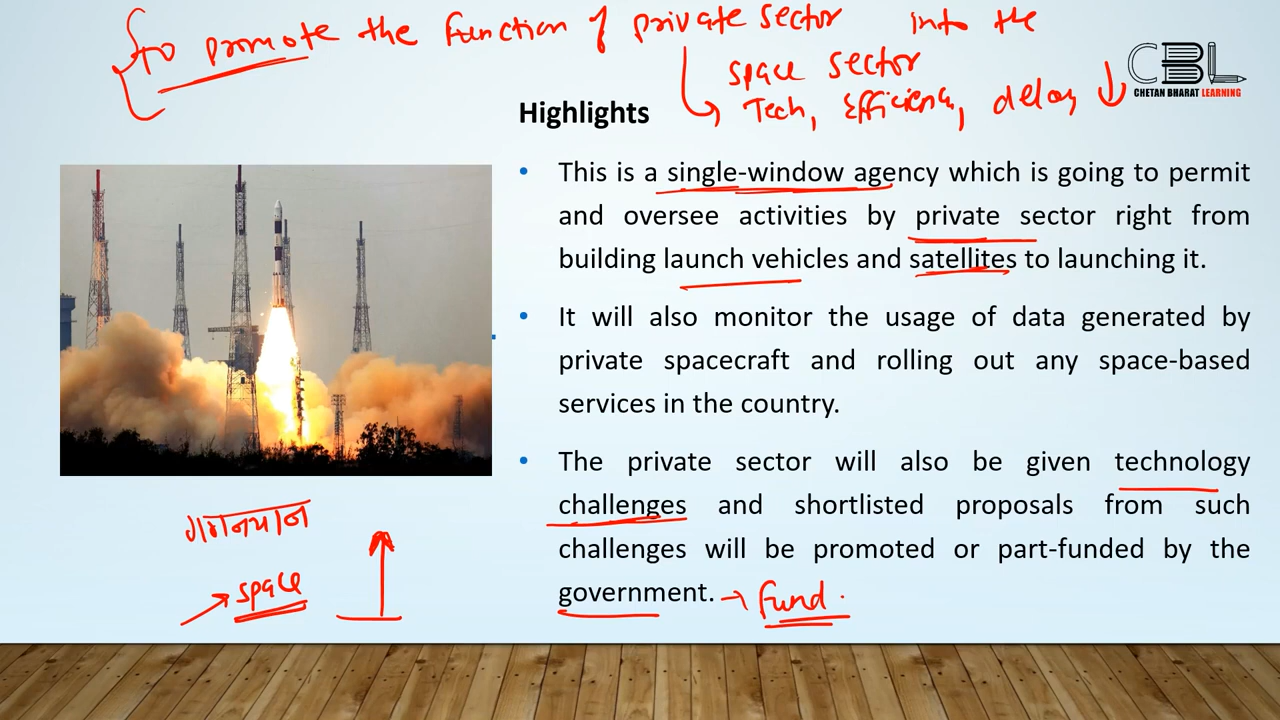 to promote the function of private sector into the
space sector
Tech, Efficiency, delay ↓
CBL
CHETAN BHARAT LEARNING
Highlights
• This is a single-window agency which is going to permit
and oversee activities by private sector right from
building launch vehicles and satellites to launching it.
• It will also monitor the usage of data generated by
private spacecraft and rolling out any space-based
services in the country.
• The private sector will also be given technology
challenges and shortlisted proposals from such
challenges will be promoted or part-funded by the
government. → Fund
गगनयान
→ space